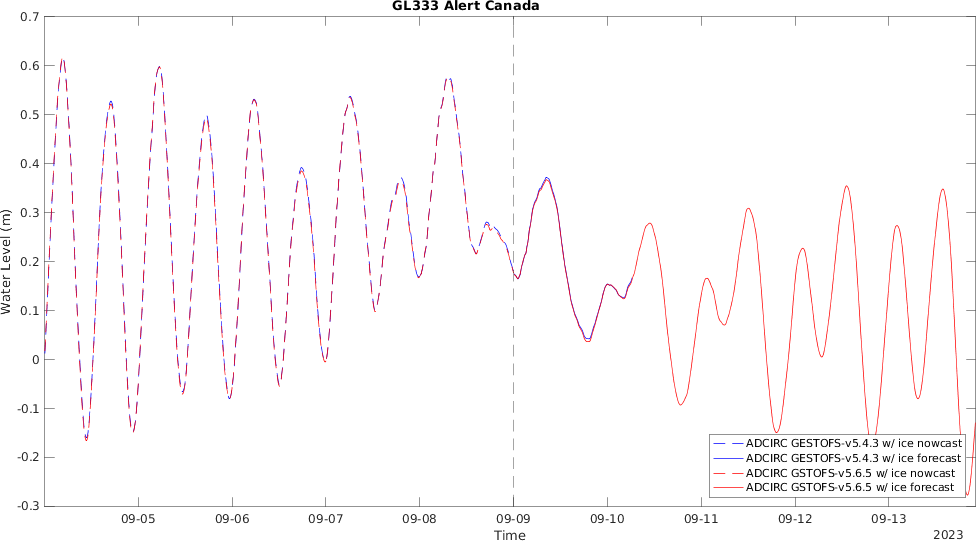 GL333 Alert Canada
0.7
0.6
0.5
0.4
0.3
0.2
0.1
0
-0.1
-0.2
-0.3
Water Level (m)
ADCIRC GESTOFS-v5.4.3 w/ ice nowcast
ADCIRC GESTOFS-v5.4.3 w/ ice forecast
ADCIRC GSTOFS-v5.6.5 w/ ice nowcast
ADCIRC GSTOFS-v5.6.5 w/ ice forecast
09-05 09-06 09-07 09-08 09-09 09-10 09-11 09-12 09-13
Time
2023